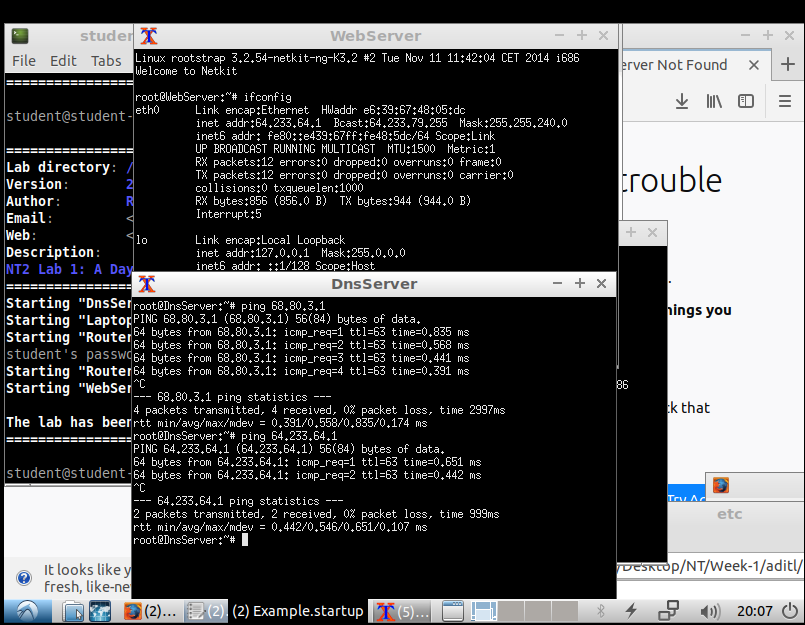 WebServer
Linux rootstrap 3.2.54-netkit-ng-K3.2 #2 Tue Nov 11 11:42:04 CET 2014 i686
Welcome to Netkit
root@WebServer:~# ifconfig
eth0 Link encap:Ethernet HWaddr e6:39:67:48:05:dc
inet addr:64.233.64.1 Bcast:64.233.79.255 Mask:255.255.240.0
inet6 addr: fe80::e439:67ff:fe48:5dc/64 Scope:Link
UP BROADCAST RUNNING MULTICAST MTU:1500 Metric:1
RX packets:12 errors:0 dropped:0 overruns:0 frame:0
TX packets:12 errors:0 dropped:0 overruns:0 carrier:0
collisions:0 txqueuelen:1000
RX bytes:856 (856.0 B) TX bytes:944 (944.0 B)
Interrupt:5
lo Link encap:Local Loopback
inet addr:127.0.0.1 Mask:255.0.0.0
inet6 addr: ::1/128 Scope:Host
DnsServer
root@DnsServer:~# ping 68.80.3.1
PING 68.80.3.1 (68.80.3.1) 56(84) bytes of data.
64 bytes from 68.80.3.1: icmp_req=1 ttl=63 time=0.835 ms
64 bytes from 68.80.3.1: icmp_req=2 ttl=63 time=0.568 ms
64 bytes from 68.80.3.1: icmp_req=3 ttl=63 time=0.441 ms
64 bytes from 68.80.3.1: icmp_req=4 ttl=63 time=0.391 ms
^C
--- 68.80.3.1 ping statistics ---
4 packets transmitted, 4 received, 0% packet loss, time 2997ms
rtt min/avg/max/mdev = 0.391/0.558/0.835/0.174 ms
root@DnsServer:~# ping 64.233.64.1
PING 64.233.64.1 (64.233.64.1) 56(84) bytes of data.
64 bytes from 64.233.64.1: icmp_req=1 ttl=63 time=0.651 ms
64 bytes from 64.233.64.1: icmp_req=2 ttl=63 time=0.442 ms
^C
--- 64.233.64.1 ping statistics ---
2 packets transmitted, 2 received, 0% packet loss, time 999ms
rtt min/avg/max/mdev = 0.442/0.546/0.651/0.107 ms
root@DnsServer:~#
studen
File Edit Tabs
====================
student@student-
====================
Lab directory: /
Version: 2
Author: R
Email: <
Web: <
Description:
NT2 Lab 1: A Day
====================
Starting "DnsSer
Starting "Laptop
Starting "Router
student's passwo
Starting "Router
Starting "WebSer
The lab has been
====================
student@student-
It looks like y
fresh, like-ne
erver Not Found
trouble
.
nings you
86
ck that
Try Ag
etc
/Desktop/NT/Week-1/aditl/
(2)...
(2)
(2) Example.startup
(5)...
20:07